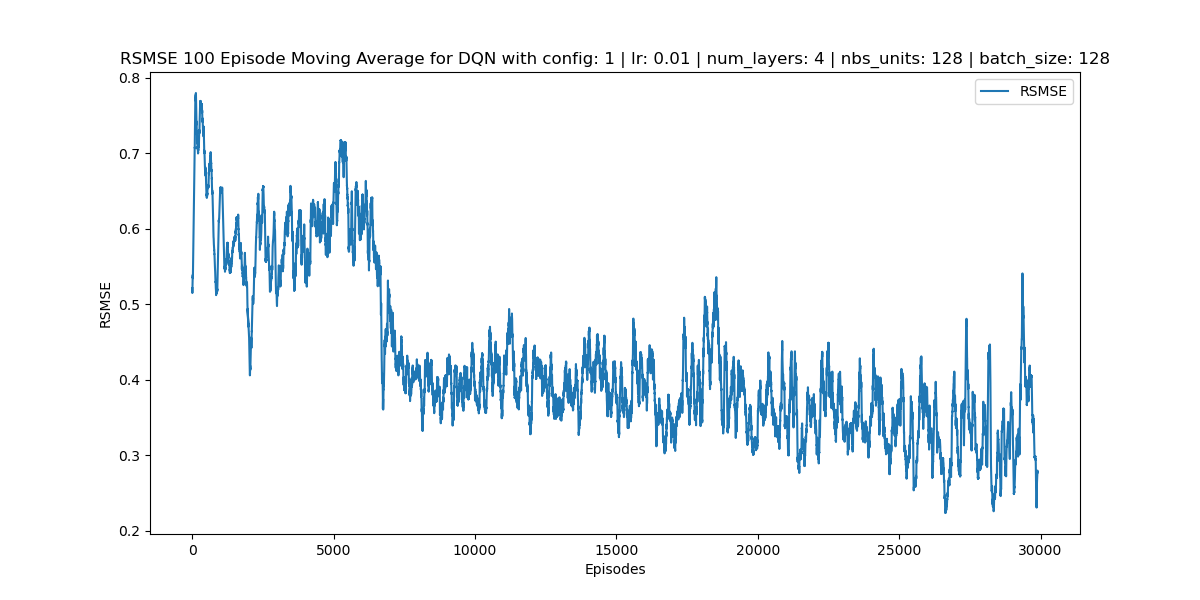 RSMSE 100 Episode Moving Average for DQN with config: 1 | lr: 0.01 | num_layers: 4 | nbs_units: 128 | batch_size: 128
RSMSE
0.8
0.7
0.6
0.5
0.4
0.3
0.2
RSMSE
0 5000 10000 15000 20000 25000 30000
Episodes